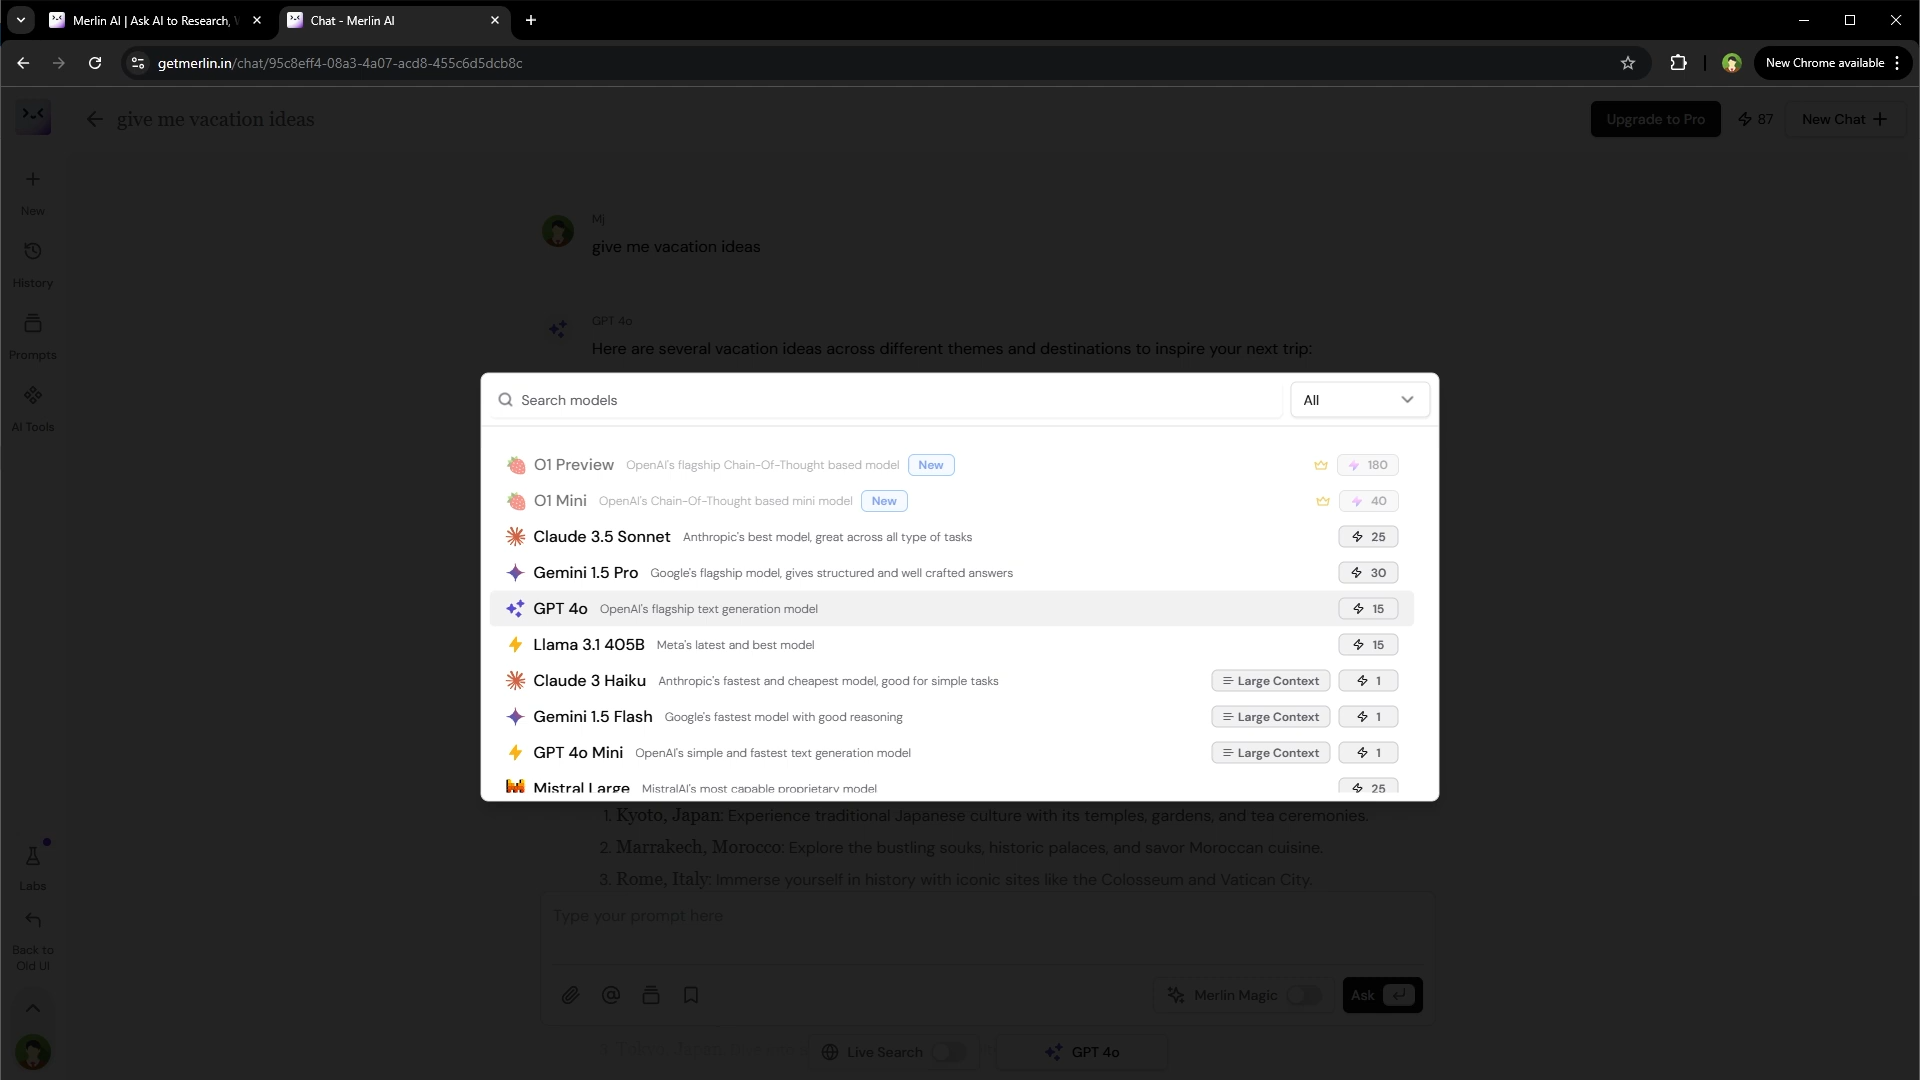 Merlin AI | Ask AI to Research,
Chat - Merlin AI
getmerlin.in/chat/95c8eff4-08a3-4a07-acd8-455c6d5dcb8c
New Chrome available
give me vacation ideas
Upgrade to Pro
87
New Chat
New
History
Prompts
AI Tools
Mj
give me vacation ideas
GPT 4o
Here are several vacation ideas across different themes and destinations to inspire your next trip:
Search models
All
O1 Preview OpenAI's flagship Chain-Of-Thought based model New 180
O1 Mini OpenAI's Chain-Of-Thought based mini model New 40
Claude 3.5 Sonnet Anthropic's best model, great across all type of tasks 25
Gemini 1.5 Pro Google's flagship model, gives structured and well crafted answers 30
GPT 4o OpenAI's flagship text generation model 15
Llama 3.1 405B Meta's latest and best model 15
Claude 3 Haiku Anthropic's fastest and cheapest model, good for simple tasks Large Context 1
Gemini 1.5 Flash Google's fastest model with good reasoning Large Context 1
GPT 4o Mini OpenAI's simple and fastest text generation model Large Context 1
Mistral Large MistralAI's most capable proprietary model 25
1. Kyoto, Japan: Experience traditional Japanese culture with its temples, gardens, and tea ceremonies.
2. Marrakech, Morocco: Explore the bustling souks, historic palaces, and savor Moroccan cuisine.
3. Rome, Italy: Immerse yourself in history with iconic sites like the Colosseum and Vatican City.
Labs
Back to
Old UI
Type your prompt here
Merlin Magic
Ask
Live Search
GPT 4o